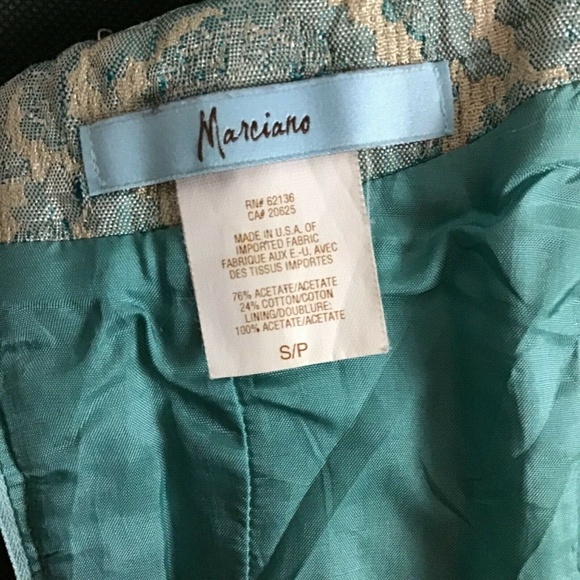 Marciano
RN# 62136
CA# 20625
MADE IN U.S.A. OF
IMPORTED FABRIC
FABRIQUE AUX E.-U. AVEC
DES TISSUS IMPORTES
76% ACETATE/ACETATE
24% COTTON/COTON
LINING/DOUBLURE:
100% ACETATE/ACETATE
S/P